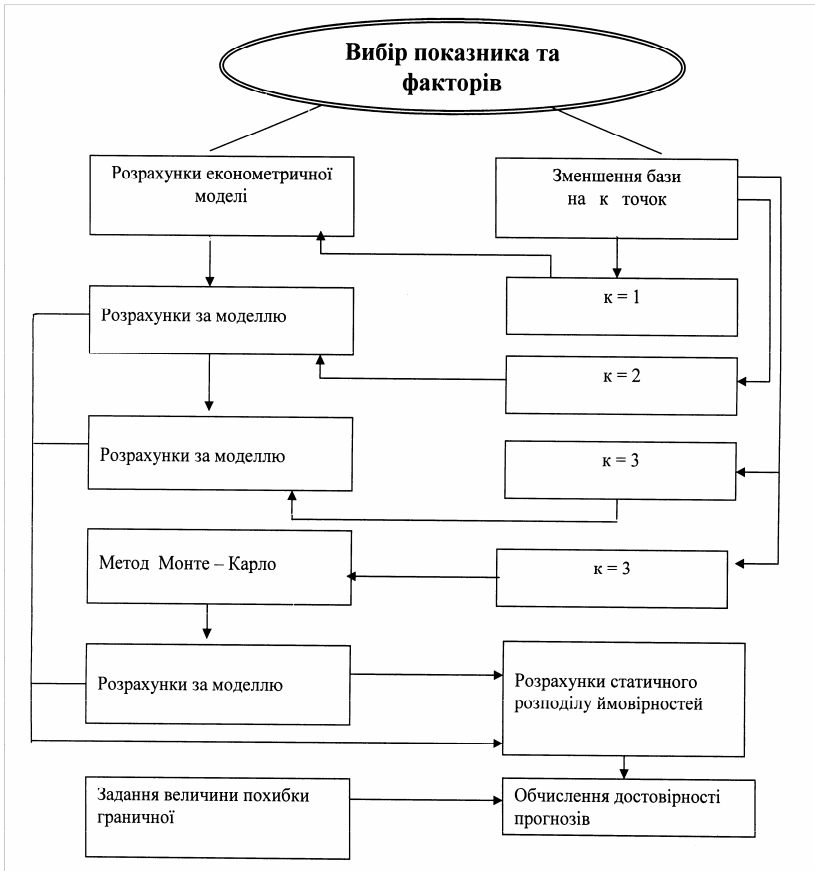 Вибір показника та
факторів
Розрахунки економетричної
моделі
Зменшення бази
на к точок
к = 1
Розрахунки за моделлю
к = 2
Розрахунки за моделлю
к = 3
Метод Монте – Карло
к = 3
Розрахунки за моделлю
Розрахунки статичного
розподілу ймовірностей
Задання величини похибки
граничної
Обчислення достовірності
прогнозів